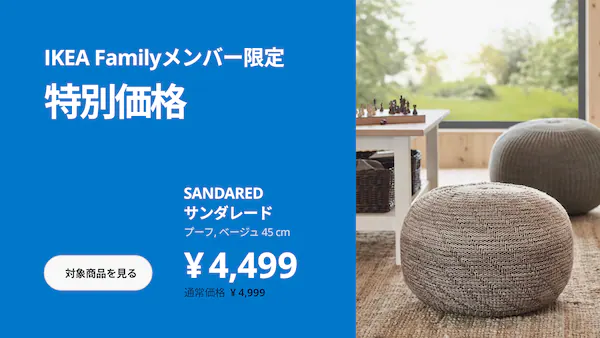 IKEA Familyメンバー限定
特別価格
SANDARED
サンダレード
プーフ, ベージュ 45 cm
¥4,499
通常価格 ¥4,999
対象商品を見る